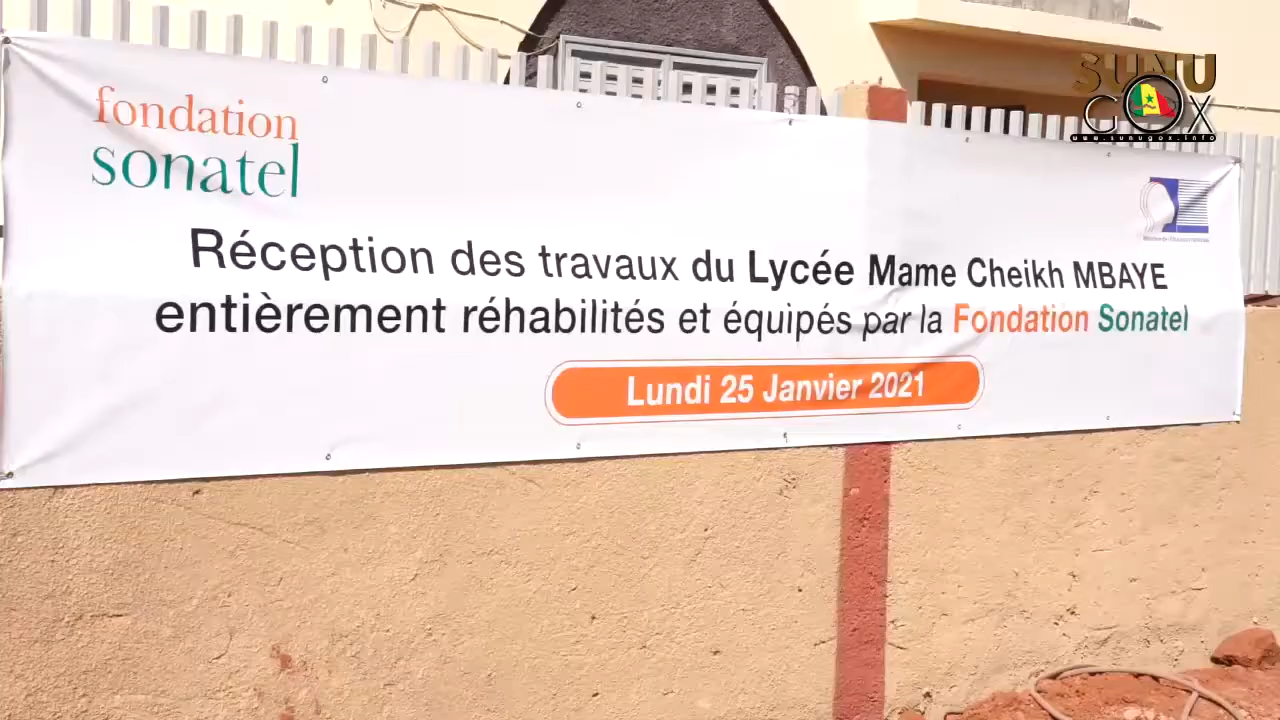 SUNU
GOX
www.sunugox.info
fondation
sonatel
Réception des travaux du Lycée Mame Cheikh MBAYE
entièrement réhabilités et équipés par la Fondation Sonatel
Lundi 25 Janvier 2021